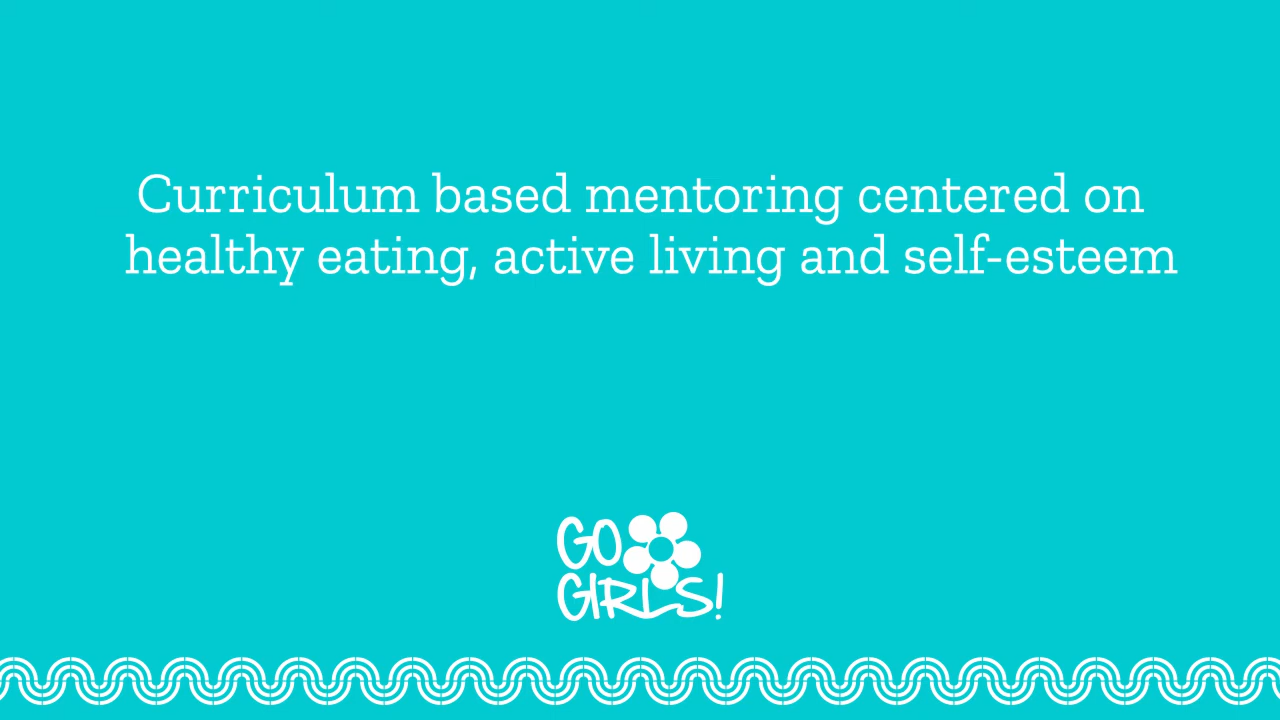 Curriculum based mentoring centered on
healthy eating, active living and self-esteem
GO
GIRLS!